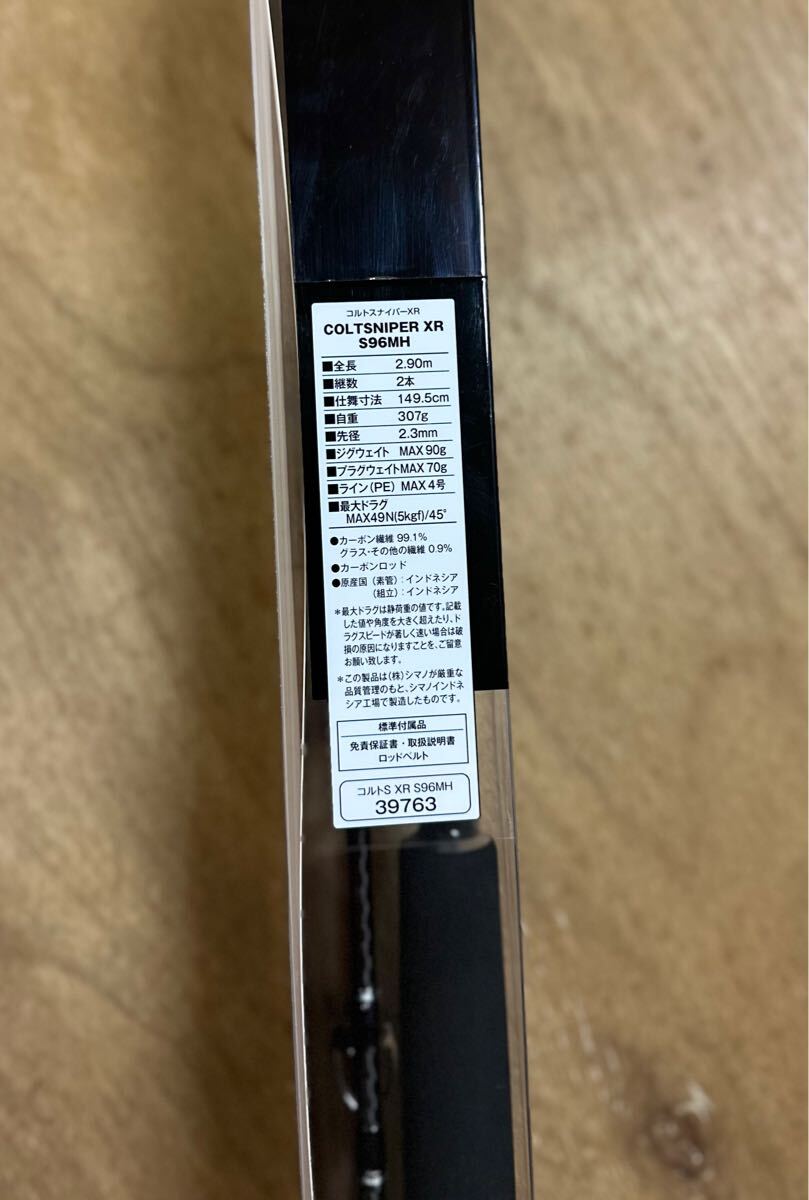 コルトスナイパーXR
COLTSNIPER XR
S96MH
■全長 2.90m
■継数 2本
■仕舞寸法 149.5cm
■自重 307g
■先径 2.3mm
■ジグウェイト MAX 90g
■プラグウェイト MAX 70g
■ライン(PE) MAX 4号
■最大ドラグ
MAX49N(5kgf)/45°
●カーボン繊維 99.1%
グラス・その他の繊維 0.9%
●カーボンロッド
●原産国(素管):インドネシア
(組立):インドネシア
*最大ドラグは静荷重の値です。記載
した値や角度を大きく超えたり、ド
ラグスピードが著しく速い場合は破
損の原因になりますことを、ご留意
お願い致します。
*この製品は(株)シマノが厳重な
品質管理のもと、シマノインドネ
シア工場で製造したものです。
標準付属品
免責保証書・取扱説明書
ロッドベルト
コルトS XR S96MH
39763